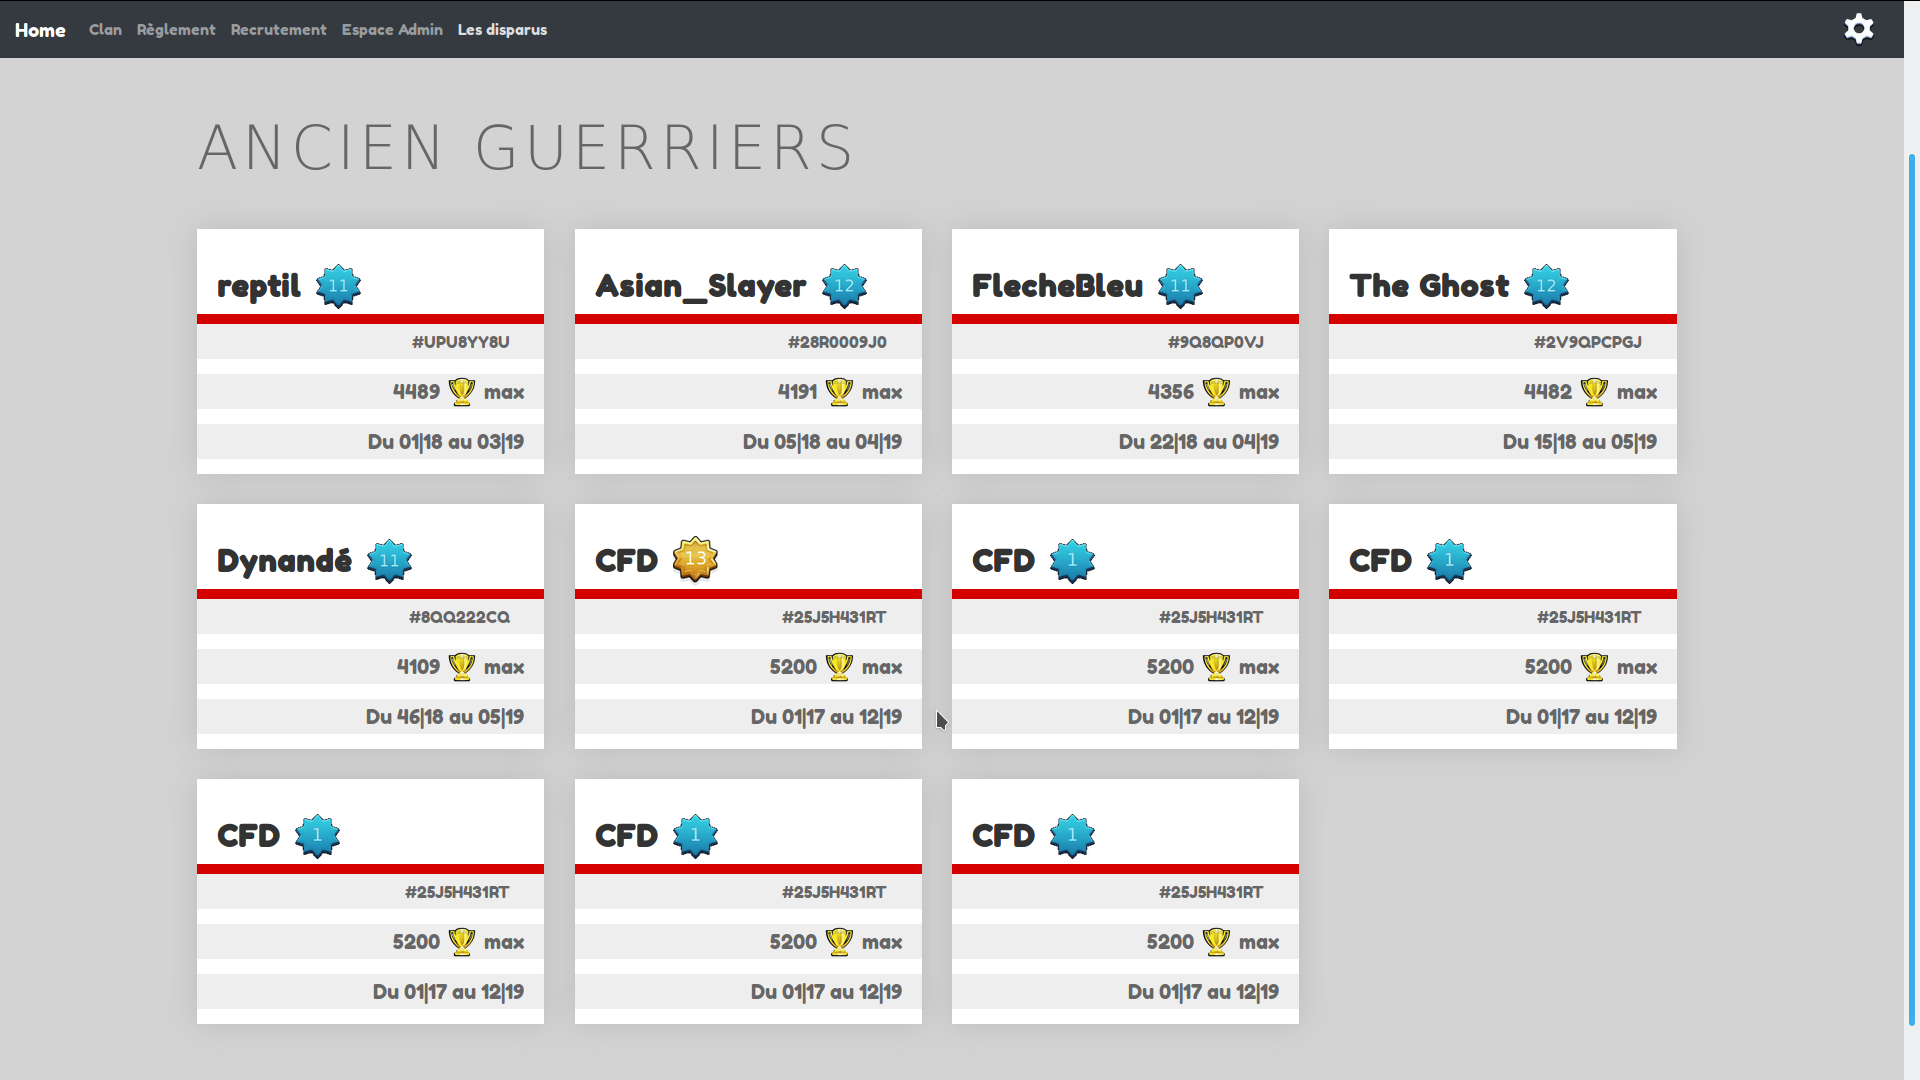 Home Clan Règlement Recrutement Espace Admin Les disparus
ANCIEN GUERRIERS
reptil 11
#UPU8YY8U
4489 max
Du 01|18 au 03|19
Asian_Slayer 12
#28R0009J0
4191 max
Du 05|18 au 04|19
FlecheBleu 11
#9Q8QP0VJ
4356 max
Du 22|18 au 04|19
The Ghost 12
#2V9QPCPGJ
4482 max
Du 15|18 au 05|19
Dynandé 11
#8QQ222CQ
4109 max
Du 46|18 au 05|19
CFD 13
#25J5H431RT
5200 max
Du 01|17 au 12|19
CFD 1
#25J5H431RT
5200 max
Du 01|17 au 12|19
CFD 1
#25J5H431RT
5200 max
Du 01|17 au 12|19
CFD 1
#25J5H431RT
5200 max
Du 01|17 au 12|19
CFD 1
#25J5H431RT
5200 max
Du 01|17 au 12|19
CFD 1
#25J5H431RT
5200 max
Du 01|17 au 12|19